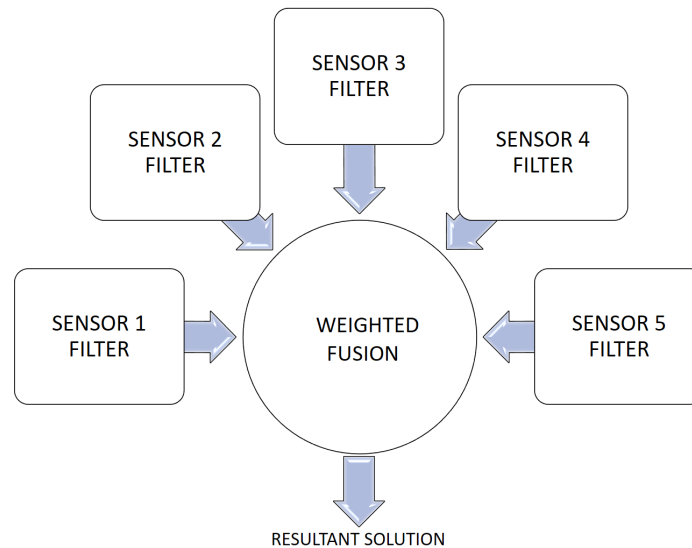 SENSOR 3
FILTER
SENSOR 2
FILTER
SENSOR 4
FILTER
SENSOR 1
FILTER
WEIGHTED
FUSION
SENSOR 5
FILTER
RESULTANT SOLUTION